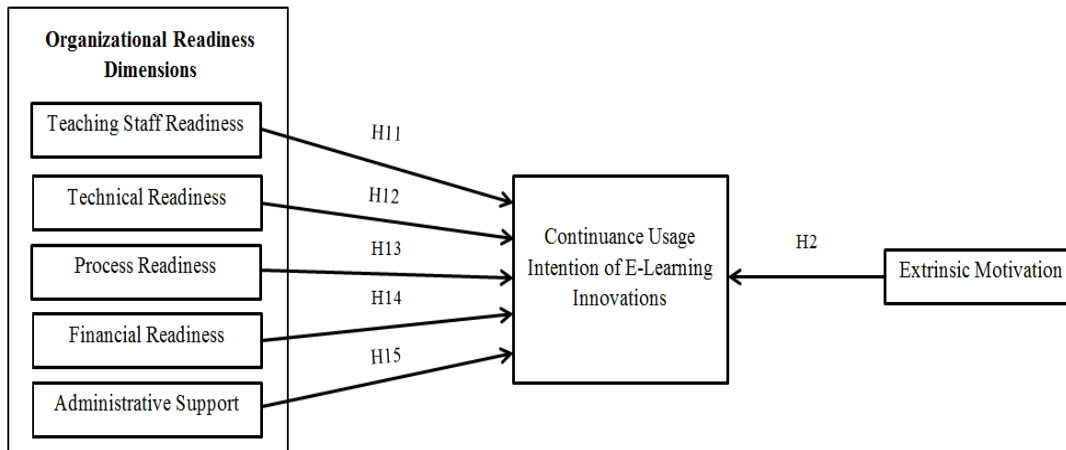 Organizational Readiness
Dimensions
Teaching Staff Readiness
Technical Readiness
Process Readiness
Financial Readiness
Administrative Support
H11
H12
H13
H14
H15
Continuance Usage
Intention of E-Learning
Innovations
H2
Extrinsic Motivation